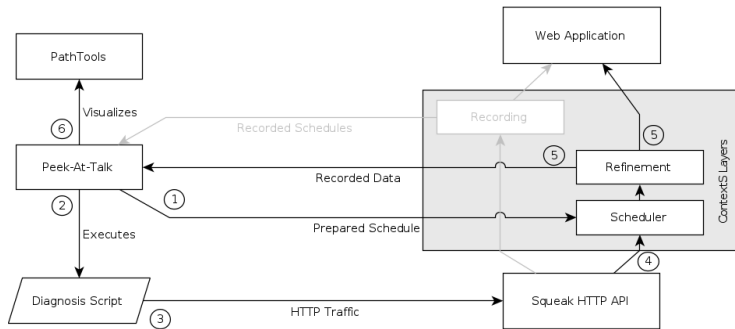 Web Application
PathTools
Visualizes
Recording
Recorded Schedules
6
5
5
Peek-At-Talk
Refinement
Recorded Data
ContextS Layers
2
1
Scheduler
Prepared Schedule
Executes
4
Diagnosis Script
Squeak HTTP API
HTTP Traffic
3